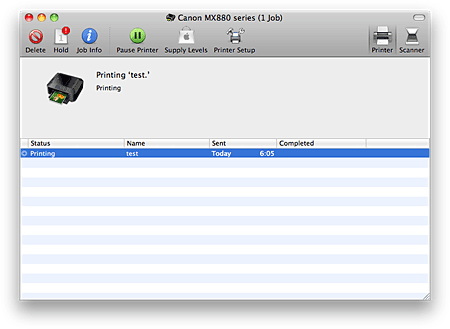 Canon MX880 series (1 Job)
Delete Hold Job Info Pause Printer Supply Levels Printer Setup Printer Scanner
Printing ‘test.’
Printing
Status Name Sent Completed
Printing test Today 6:05